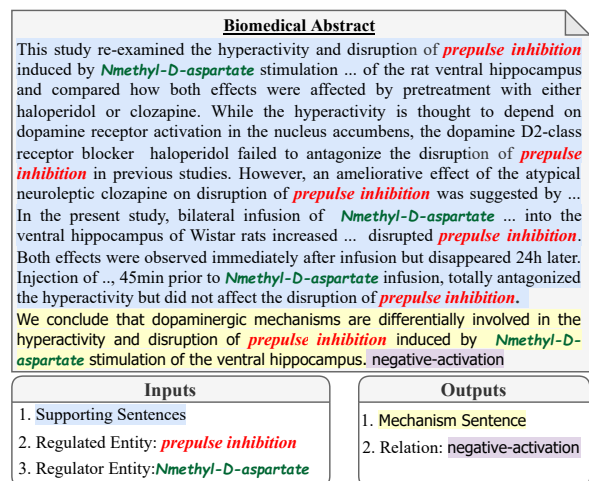 Biomedical Abstract
This study re-examined the hyperactivity and disruption of prepulse inhibition
induced by Nmethyl-D-aspartate stimulation ... of the rat ventral hippocampus
and compared how both effects were affected by pretreatment with either
haloperidol or clozapine. While the hyperactivity is thought to depend on
dopamine receptor activation in the nucleus accumbens, the dopamine D2-class
receptor blocker haloperidol failed to antagonize the disruption of prepulse
inhibition in previous studies. However, an ameliorative effect of the atypical
neuroleptic clozapine on disruption of prepulse inhibition was suggested by ...
In the present study, bilateral infusion of Nmethyl-D-aspartate ... into the
ventral hippocampus of Wistar rats increased ... disrupted prepulse inhibition.
Both effects were observed immediately after infusion but disappeared 24h later.
Injection of .., 45min prior to Nmethyl-D-aspartate infusion, totally antagonized
the hyperactivity but did not affect the disruption of prepulse inhibition.
We conclude that dopaminergic mechanisms are differentially involved in the
hyperactivity and disruption of prepulse inhibition induced by Nmethyl-D-
aspartate stimulation of the ventral hippocampus. negative-activation
Inputs
1. Supporting Sentences
2. Regulated Entity: prepulse inhibition
3. Regulator Entity:Nmethyl-D-aspartate
Outputs
1. Mechanism Sentence
2. Relation: negative-activation